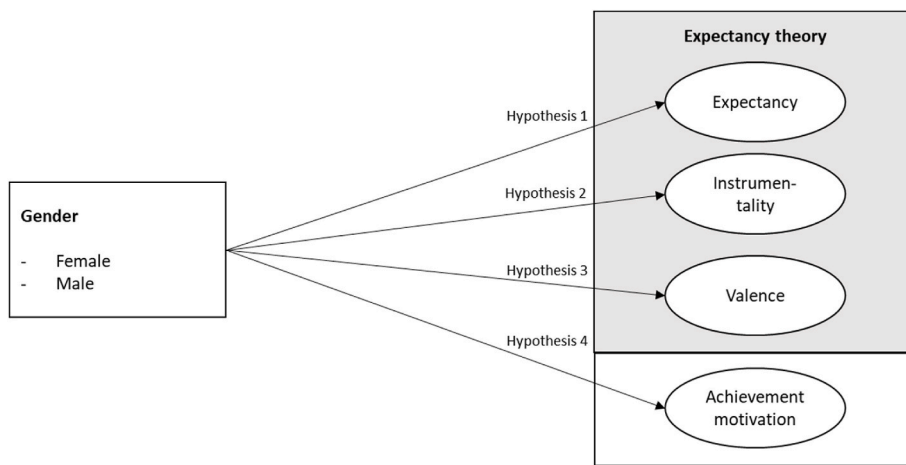 Expectancy theory
Expectancy
Hypothesis 1
Hypothesis 2
Instrumen-
tality
Gender
- Female
- Male
Hypothesis 3
Valence
Hypothesis 4
Achievement
motivation